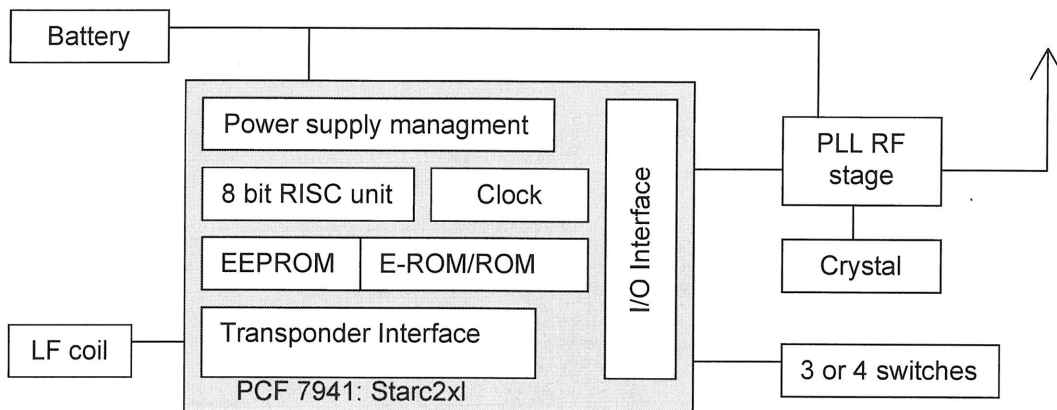 Battery
Power supply managment
8 bit RISC unit
Clock
EEPROM
E-ROM/ROM
Transponder Interface
PCF 7941: Starc2xl
I/O Interface
LF coil
PLL RF
stage
Crystal
3 or 4 switches